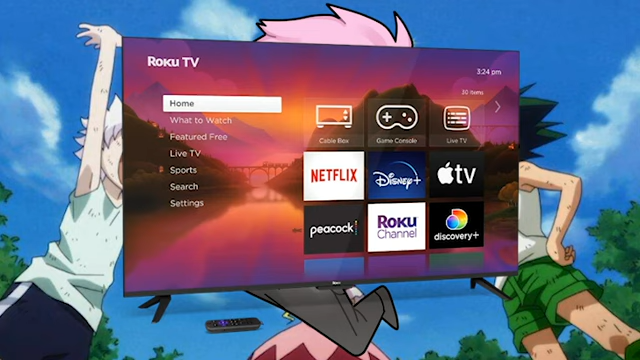 Roku TV
3:24 pm
30 items
Home
What to Watch
Featured Free
Live TV
Sports
Search
Settings
Cable Box
Game Console
Live TV
NETFLIX
Disney+
tv
peacock
Roku
Channel
discovery+